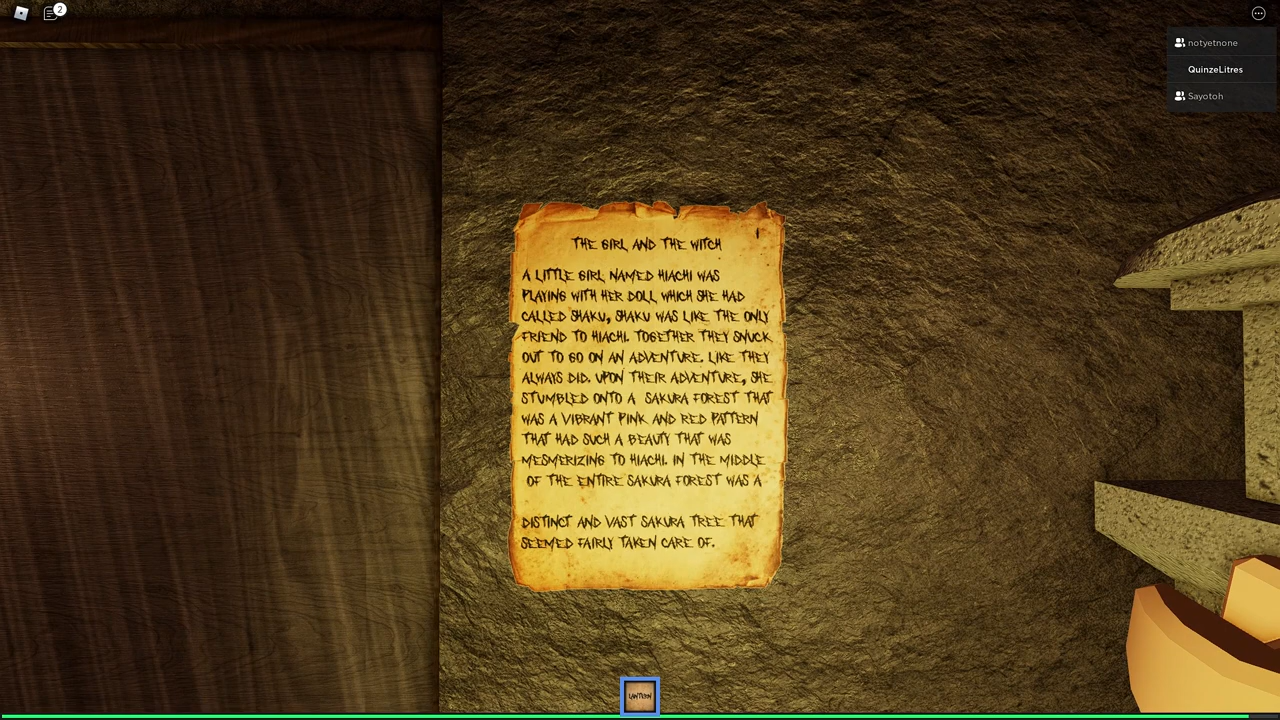 2
notyetnone
QuinzeLitres
Sayotoh
THE GIRL AND THE WITCH
A LITTLE GIRL NAMED HIACHI WAS
PLAYING WITH HER DOLL WHICH SHE HAD
CALLED SHAKU, SHAKU WAS LIKE THE ONLY
FRIEND TO HIACHI. TOGETHER THEY SNUCK
OUT TO GO ON AN ADVENTURE. LIKE THEY
ALWAYS DID. UPON THEIR ADVENTURE, SHE
STUMBLED ONTO A SAKURA FOREST THAT
WAS A VIBRANT PINK AND RED PATTERN
THAT HAD SUCH A BEAUTY THAT WAS
MESMERIZING TO HIACHI. IN THE MIDDLE
OF THE ENTIRE SAKURA FOREST WAS A
DISTINCT AND VAST SAKURA TREE THAT
SEEMED FAIRLY TAKEN CARE OF.
LANTERN